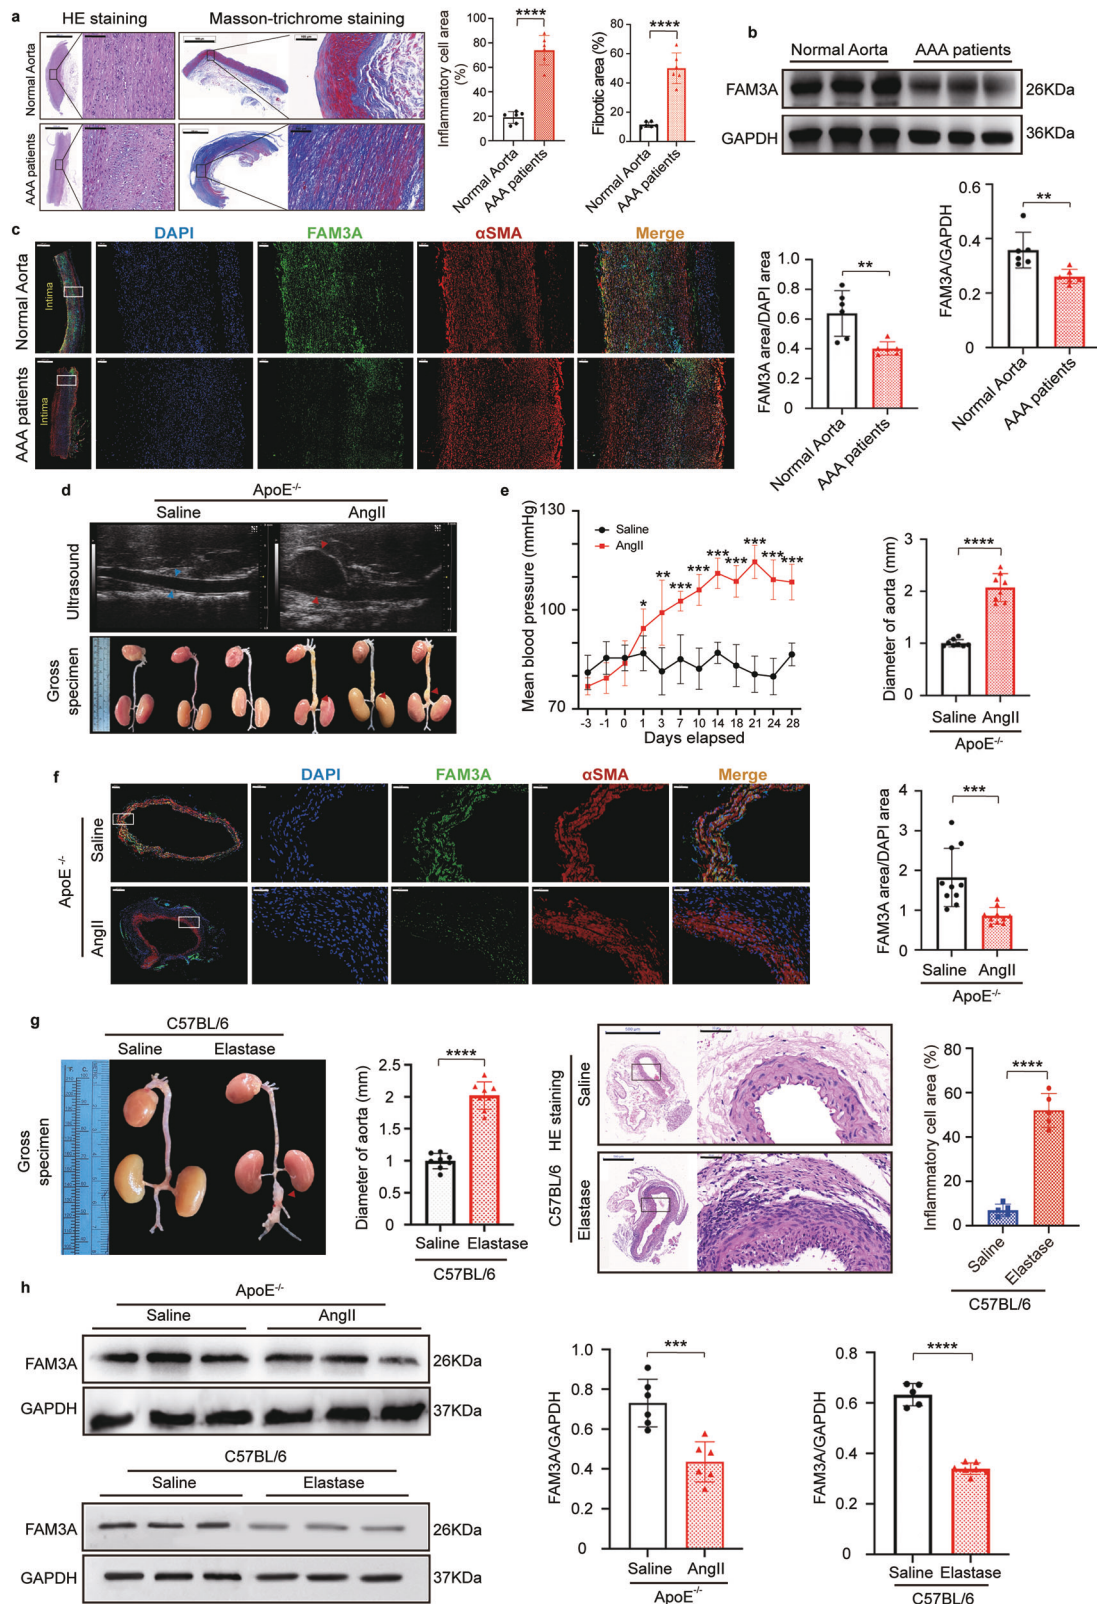 a
HE staining
Masson-trichrome staining
Normal Aorta
AAA patients
Inflammatory cell area
(%)
100
80
60
40
20
0
****
Normal Aorta
AAA patients
Fibrotic area (%)
80
60
40
20
0
****
Normal Aorta
AAA patients
b
Normal Aorta
AAA patients
FAM3A
26KDa
GAPDH
36KDa
FAM3A/GAPDH
0.6
0.4
0.2
0
**
Normal Aorta
AAA patients
c
DAPI
FAM3A
αSMA
Merge
Normal Aorta
Intima
AAA patients
Intima
FAM3A area/DAPI area
1.0
0.8
0.6
0.4
0.2
0
**
Normal Aorta
AAA patients
d
ApoE-/-
Saline
AngII
Ultrasound
Gross
specimen
e
Mean blood pressure (mmHg)
130
100
70
Saline
AngII
*
**
***
***
***
***
***
***
***
-3
-1
0
1
3
7
10
14
18
21
24
28
Days elapsed
Diameter of aorta (mm)
3
2
1
0
****
Saline
AngII
ApoE-/-
f
DAPI
FAM3A
αSMA
Merge
ApoE-/-
Saline
AngII
FAM3A area/DAPI area
4
3
2
1
0
***
Saline
AngII
ApoE-/-
g
C57BL/6
Saline
Elastase
Gross
specimen
Diameter of aorta (mm)
2.5
2
1.5
1
0.5
0
****
Saline
Elastase
C57BL/6
HE staining
C57BL/6
Saline
Elastase
Inflammatory cell area (%)
80
60
40
20
0
****
Saline
Elastase
C57BL/6
h
ApoE-/-
Saline
AngII
FAM3A
26KDa
GAPDH
37KDa
C57BL/6
Saline
Elastase
FAM3A
26KDa
GAPDH
37KDa
FAM3A/GAPDH
1.0
0.8
0.6
0.4
0.2
0
***
Saline
AngII
ApoE-/-
FAM3A/GAPDH
0.8
0.6
0.4
0.2
0
****
Saline
Elastase
C57BL/6